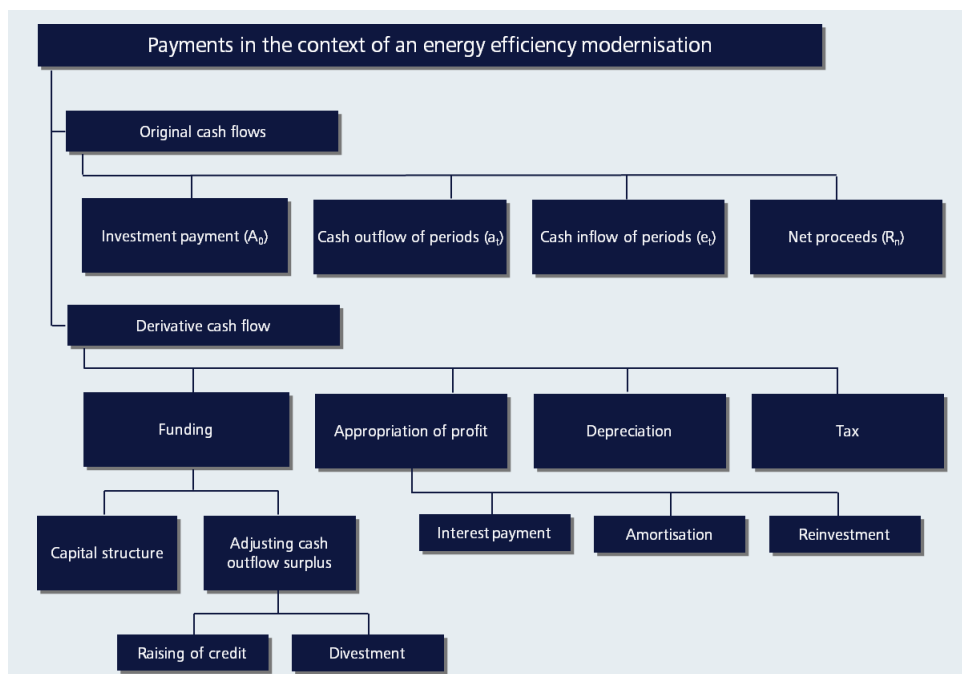 Payments in the context of an energy efficiency modernisation
Original cash flows
Investment payment (A₀)
Cash outflow of periods (aₜ)
Cash inflow of periods (eₜ)
Net proceeds (Rₙ)
Derivative cash flow
Funding
Appropriation of profit
Depreciation
Tax
Capital structure
Adjusting cash
outflow surplus
Interest payment
Amortisation
Reinvestment
Raising of credit
Divestment